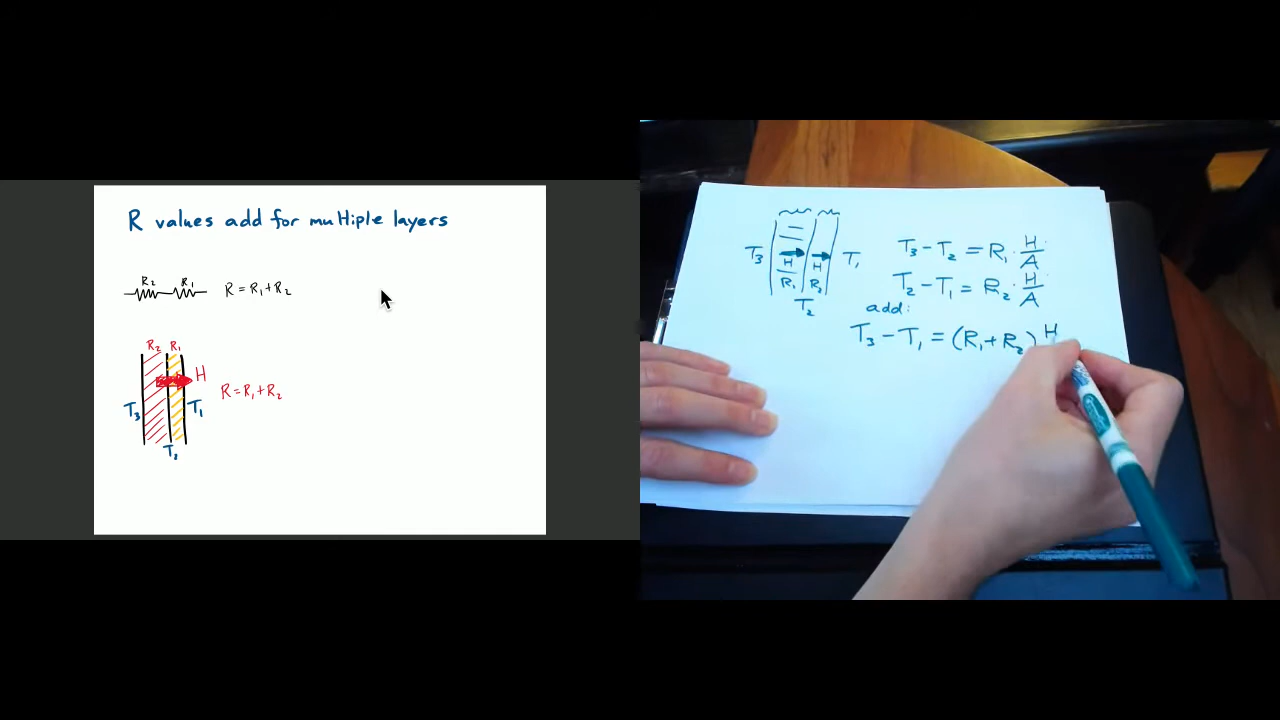 R values add for multiple layers
R₂ R₁
R = R₁+R₂
R₂ R₁
H
R=R₁+R₂
T₃ T₁
T₂
T₃ T₁
H H
R₁ R₂
T₂
T₃-T₂ = R₁·H/A
T₂-T₁ = R₂·H/A
add:
T₃-T₁ = (R₁+R₂) H